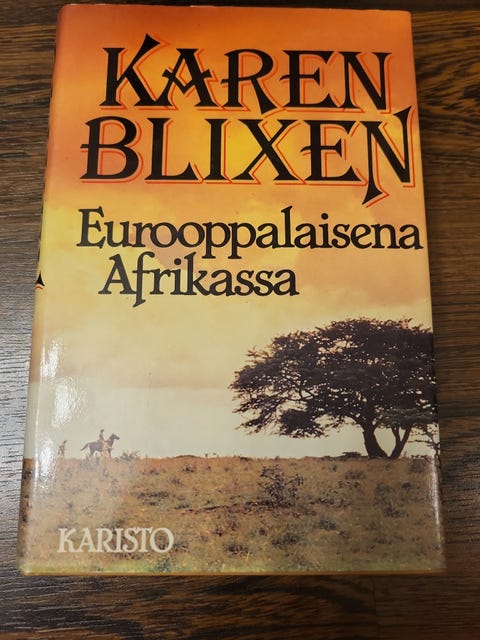 KAREN
BLIXEN
Eurooppalaisena
Afrikassa
KARISTO